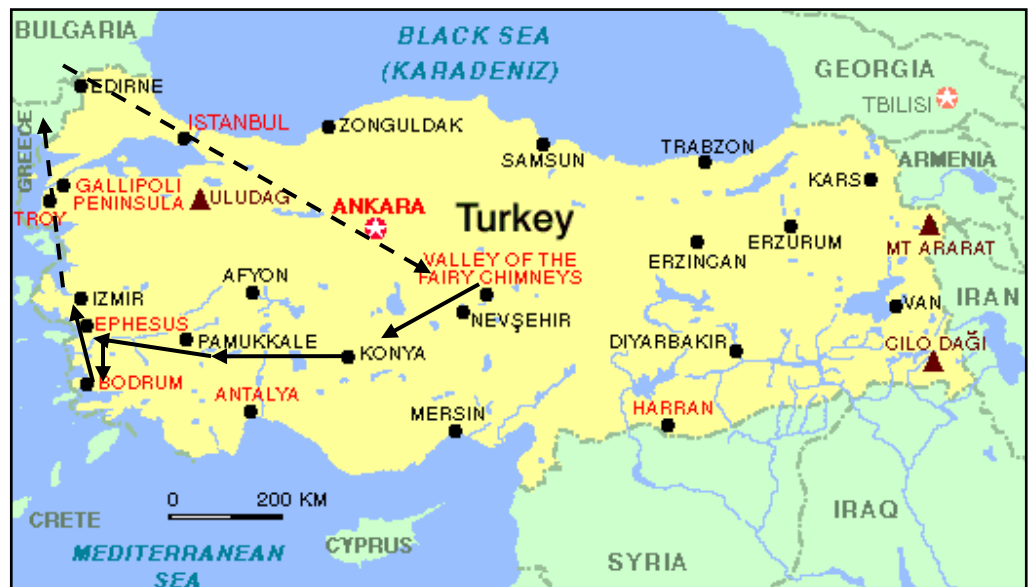 BULGARIA
BLACK SEA
(KARADENIZ)
GEORGIA
TBILISI
EDIRNE
GREECE
ISTANBUL
ZONGULDAK
SAMSUN
TRABZON
ARMENIA
KARS
GALLIPOLI
PENINSULA
ULUDAG
TROY
ANKARA
Turkey
ERZURUM
MT ARARAT
ERZINCAN
VALLEY OF THE
FAIRY CHIMNEYS
AFYON
IZMIR
NEVŞEHIR
VAN
IRAN
EPHESUS
PAMUKKALE
KONYA
DIYARBAKIR
CILO DAĞI
BODRUM
ANTALYA
MERSIN
HARRAN
0 200 KM
CRETE
IRAQ
CYPRUS
MEDITERRANEAN
SEA
SYRIA